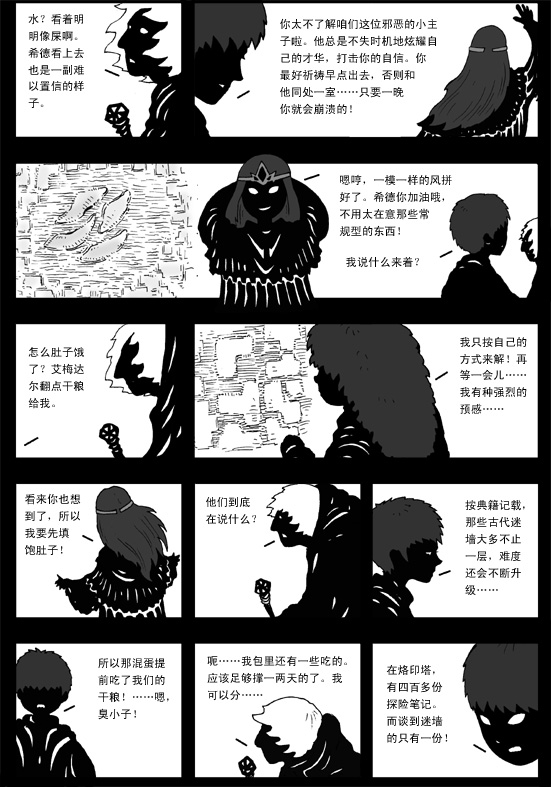 水？看着明
明像屎啊。
希德看上去
也是一副难
以置信的样
子。
你太不了解咱们这位邪恶的小主
子啦。他总是不失时机地炫耀自
己的才华，打击你的自信。你
最好祈祷早点出去，否则和
他同处一室……只要一晚
你就会崩溃的！
嗯哼，一模一样的风拼
好了。希德你加油哦，
不用太在意那些常
规型的东西！
我说什么来着？
怎么肚子饿
了？艾梅达
尔翻点干粮
给我。
我只按自己的
方式来解！再
等一会儿……
我有种强烈的
预感……
看来你也想
到了，所以
我要先填
饱肚子！
他们到底
在说什么？
按典籍记载，
那些古代迷
墙大多不止
一层，难度
还会不断升
级……
所以那混蛋提
前吃了我们的
干粮！……嗯，
臭小子！
呃……我包里还有一些吃的。
应该足够撑一两天的了。我
可以分……
在烙印塔，
有四百多份
探险笔记。
而谈到迷墙
的只有一份！